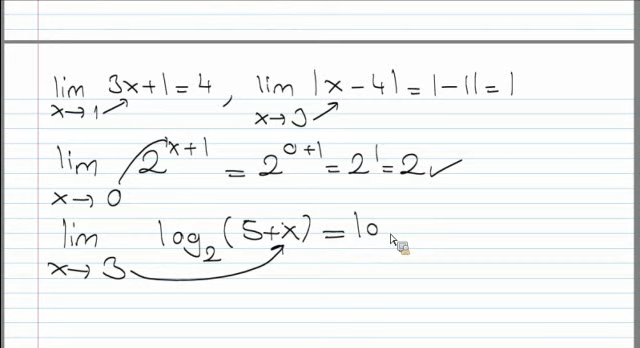 lim x→1 3x+1=4, lim x→3 |x-4|=|-1|=1
lim x→0 2^{x+1} = 2^{0+1} = 2^1 = 2 ✓
lim x→3 log_2 (5+x) = lo